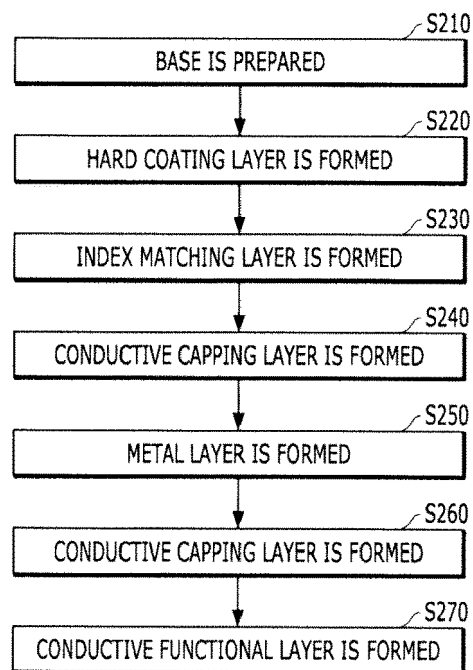 S210
BASE IS PREPARED
S220
HARD COATING LAYER IS FORMED
S230
INDEX MATCHING LAYER IS FORMED
S240
CONDUCTIVE CAPPING LAYER IS FORMED
S250
METAL LAYER IS FORMED
S260
CONDUCTIVE CAPPING LAYER IS FORMED
S270
CONDUCTIVE FUNCTIONAL LAYER IS FORMED